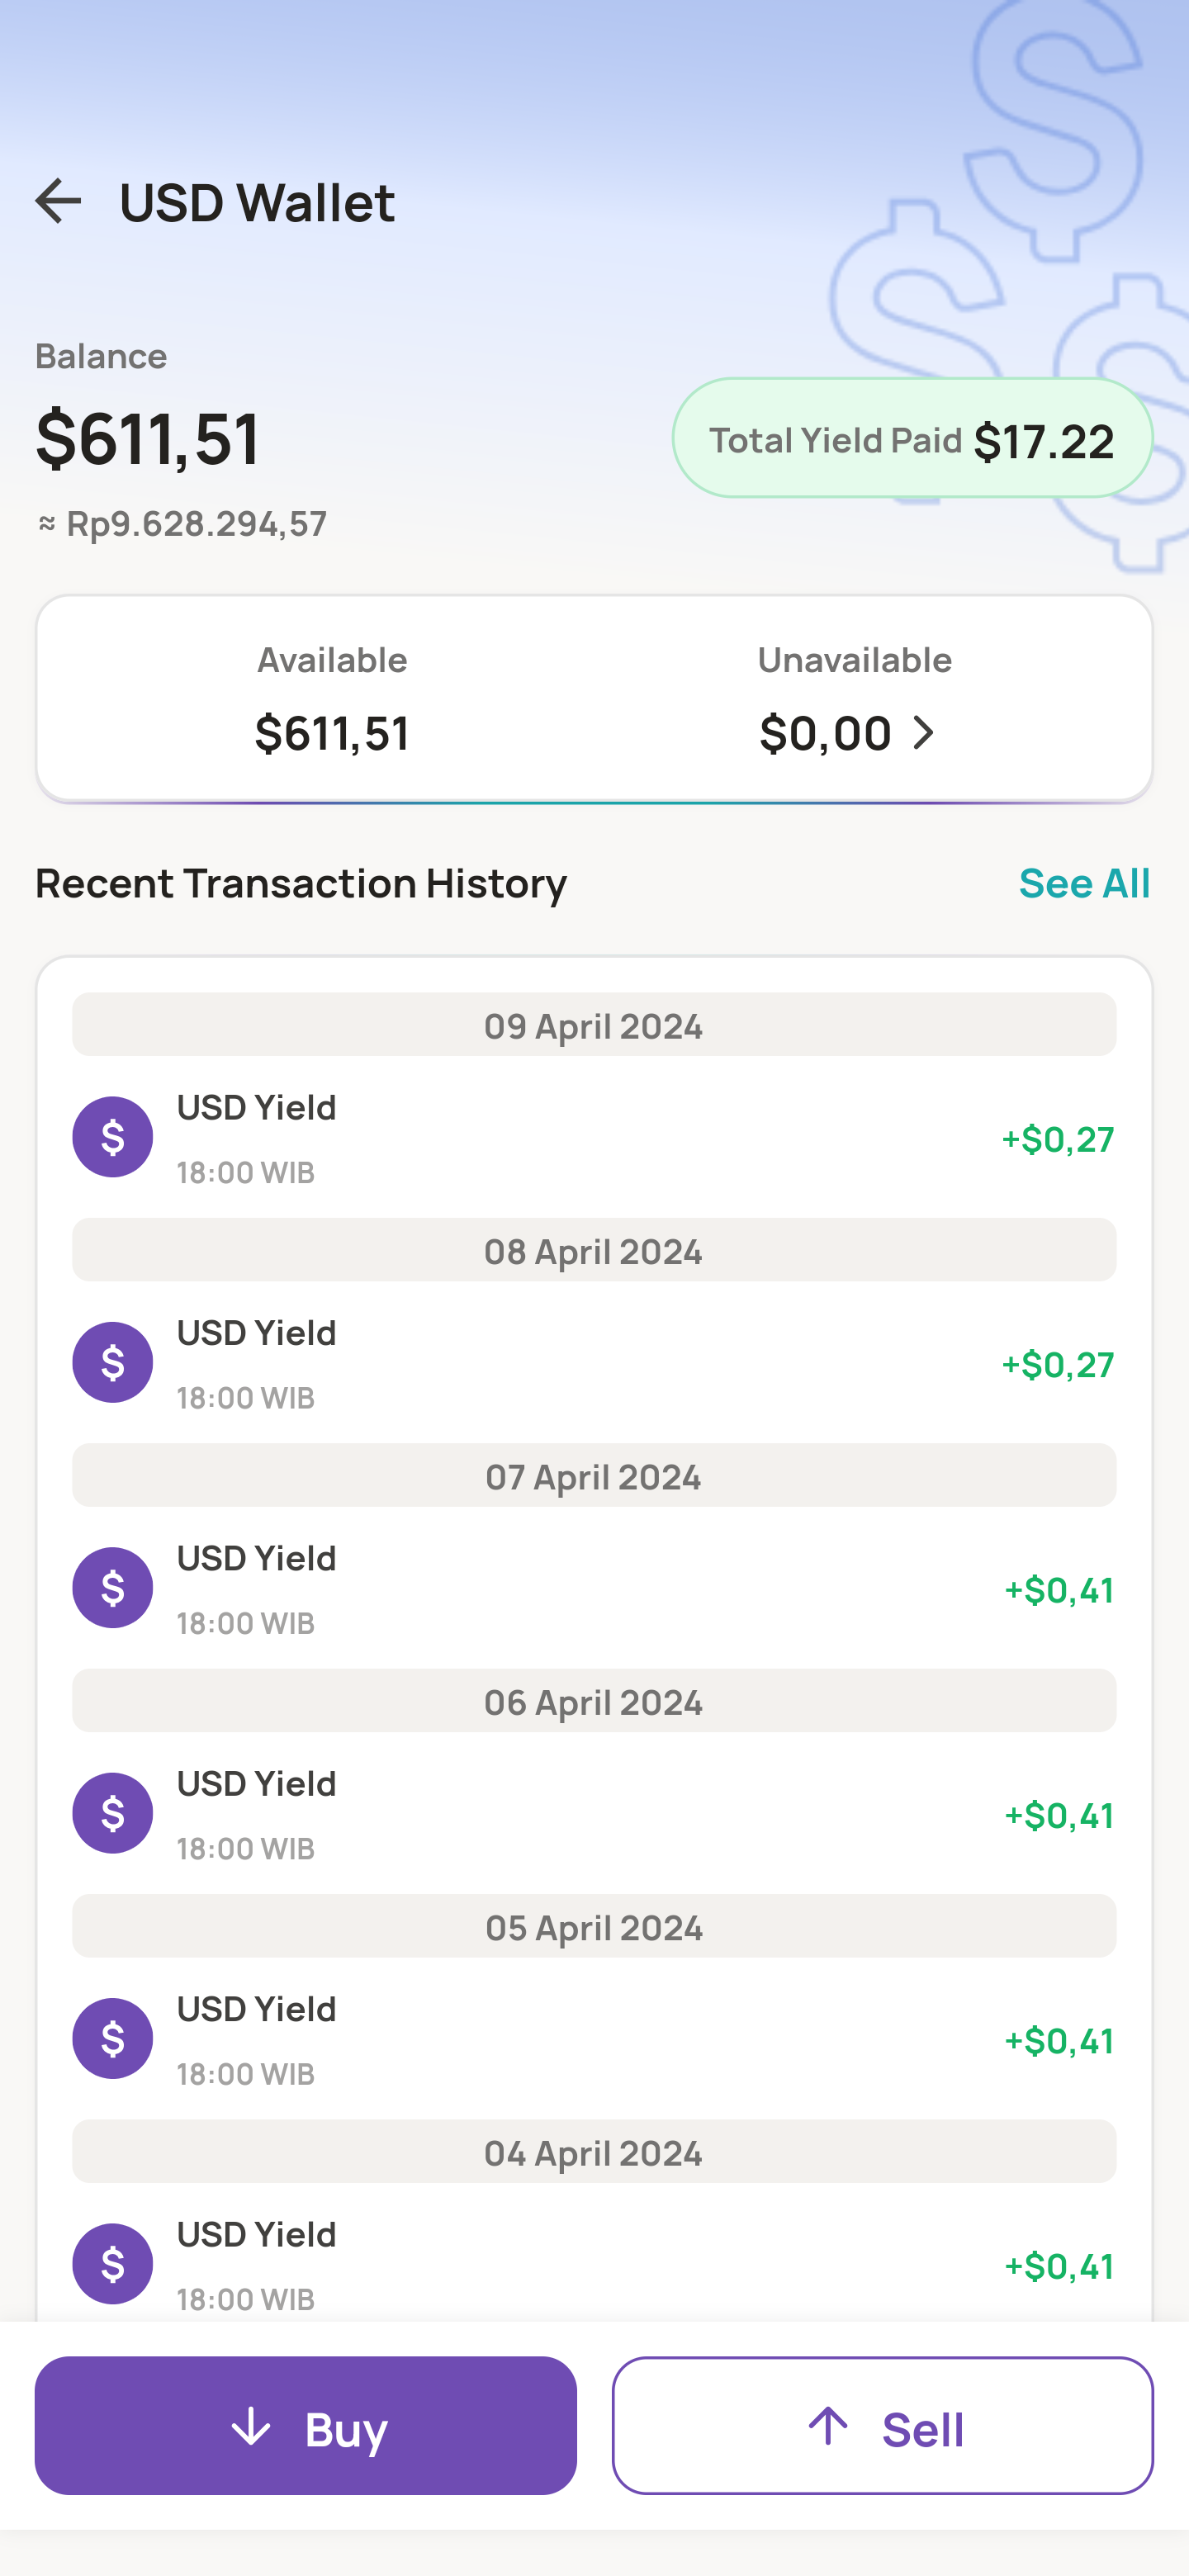 USD Wallet
Balance
$611,51
Total Yield Paid $17.22
≈ Rp9.628.294,57
Available
Unavailable
$611,51
$0,00
Recent Transaction History
See All
09 April 2024
USD Yield
+$0,27
18:00 WIB
08 April 2024
USD Yield
+$0,27
18:00 WIB
07 April 2024
USD Yield
+$0,41
18:00 WIB
06 April 2024
USD Yield
+$0,41
18:00 WIB
05 April 2024
USD Yield
+$0,41
18:00 WIB
04 April 2024
USD Yield
+$0,41
18:00 WIB
Buy
Sell